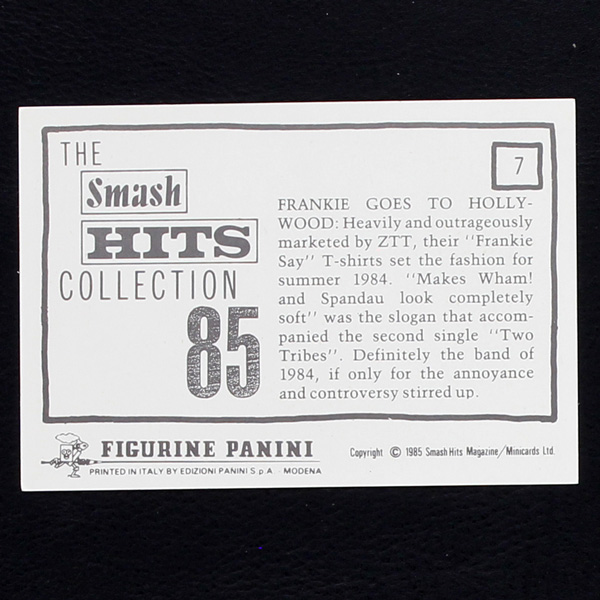 THE
Smash
HITS
COLLECTION
85
7
FRANKIE GOES TO HOLLY-
WOOD: Heavily and outrageously
marketed by ZTT, their "Frankie
Say" T-shirts set the fashion for
summer 1984. "Makes Wham!
and Spandau look completely
soft" was the slogan that accom-
panied the second single "Two
Tribes". Definitely the band of
1984, if only for the annoyance
and controversy stirred up.
FIGURINE PANINI
PRINTED IN ITALY BY EDIZIONI PANINI S.p.A. - MODENA
Copyright © 1985 Smash Hits Magazine/Minicards Ltd.